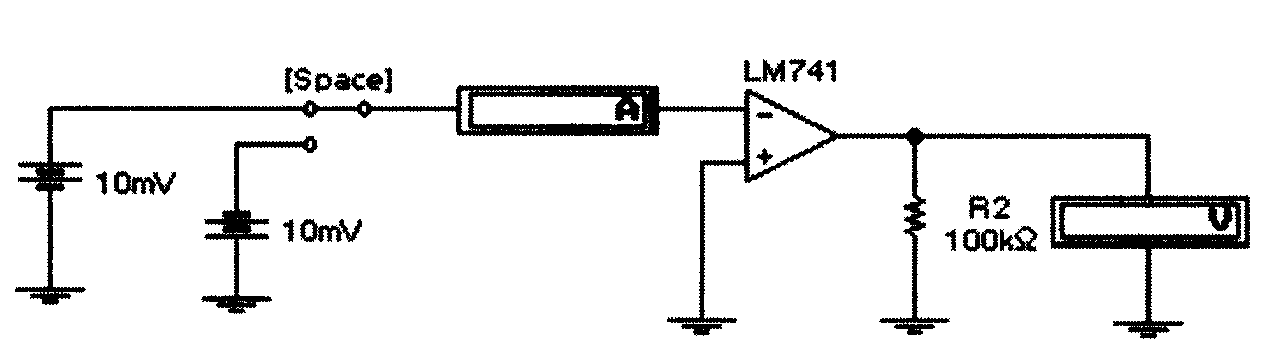 [Space]
LM741
A
10mV
10mV
R2
100kΩ
V
-
+